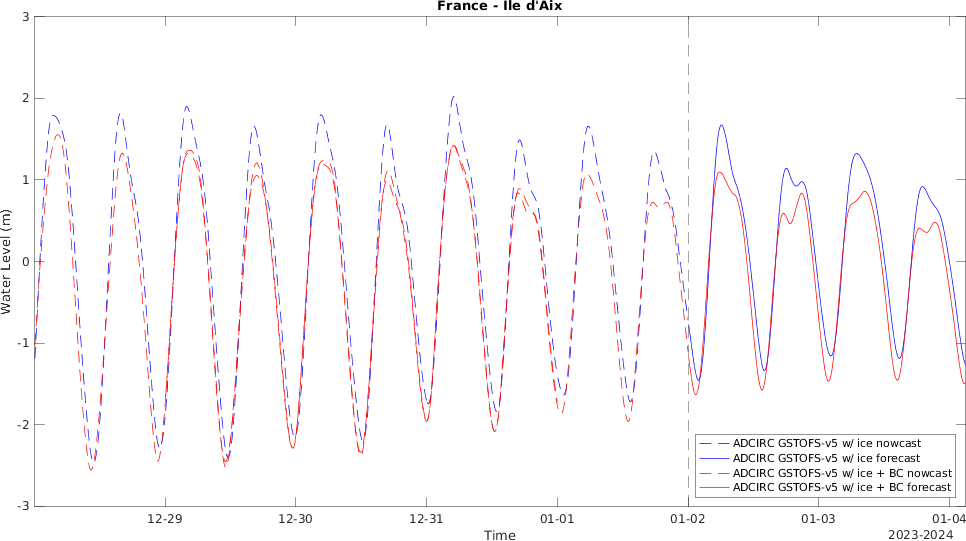 France - Ile d'Aix
3
2
1
0
-1
-2
-3
Water Level (m)
12-29
12-30
12-31
01-01
01-02
01-03
01-04
Time
2023-2024
ADCIRC GSTOFS-v5 w/ ice nowcast
ADCIRC GSTOFS-v5 w/ ice forecast
ADCIRC GSTOFS-v5 w/ ice + BC nowcast
ADCIRC GSTOFS-v5 w/ ice + BC forecast